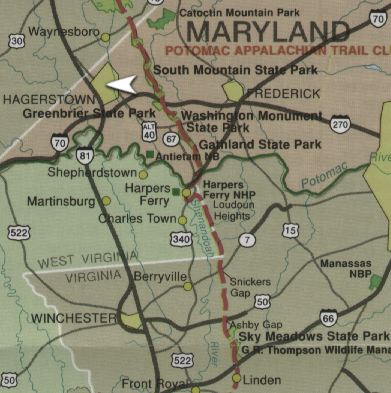 Catoctin Mountain Park
70
30
Waynesboro
MARYLAND
POTOMAC APPALACHIAN TRAIL CL
South Mountain State Park
HAGERSTOWN
FREDERICK
Greenbrier State Park
Washington Monument
State Park
ALT
40
67
270
70
Gathland State Park
81
Antietam NB
Shepherdstown
Potomac
River
Harpers
Ferry
Harpers
Ferry NHP
Martinsburg
Loudoun
Heights
Charles Town
Shenandoah
15
522
340
7
WEST VIRGINIA
VIRGINIA
Manassas
NBP
Berryville
Snickers
Gap
50
WINCHESTER
66
Ashby Gap
Sky Meadows State Park
G.R. Thompson Wildlife Mana
522
River
50
Front Royal
Linden